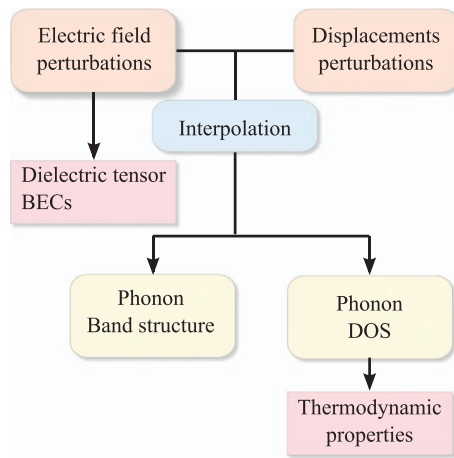 Electric field
perturbations
Displacements
perturbations
Interpolation
Dielectric tensor
BECs
Phonon
Band structure
Phonon
DOS
Thermodynamic
properties